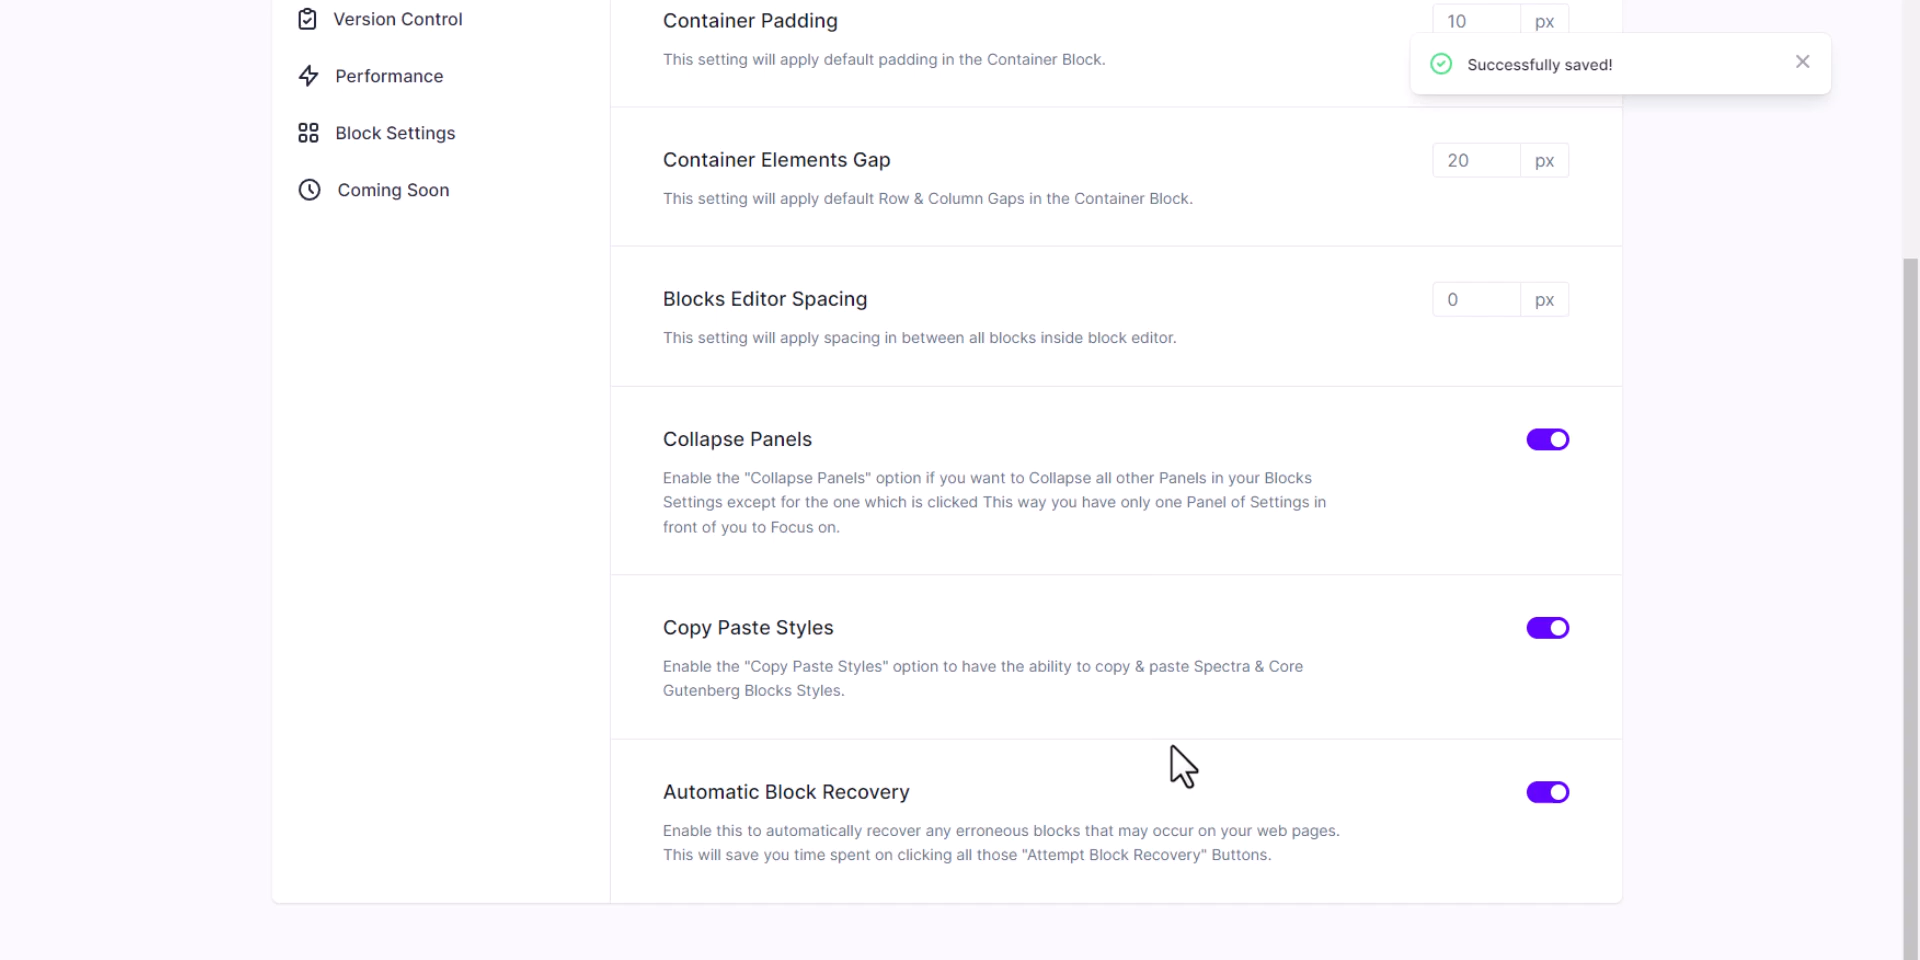 Version Control
Performance
Block Settings
Coming Soon
Container Padding
10 px
This setting will apply default padding in the Container Block.
Successfully saved!
Container Elements Gap
20 px
This setting will apply default Row & Column Gaps in the Container Block.
Blocks Editor Spacing
0 px
This setting will apply spacing in between all blocks inside block editor.
Collapse Panels
Enable the "Collapse Panels" option if you want to Collapse all other Panels in your Blocks
Settings except for the one which is clicked This way you have only one Panel of Settings in
front of you to Focus on.
Copy Paste Styles
Enable the "Copy Paste Styles" option to have the ability to copy & paste Spectra & Core
Gutenberg Blocks Styles.
Automatic Block Recovery
Enable this to automatically recover any erroneous blocks that may occur on your web pages.
This will save you time spent on clicking all those "Attempt Block Recovery" Buttons.